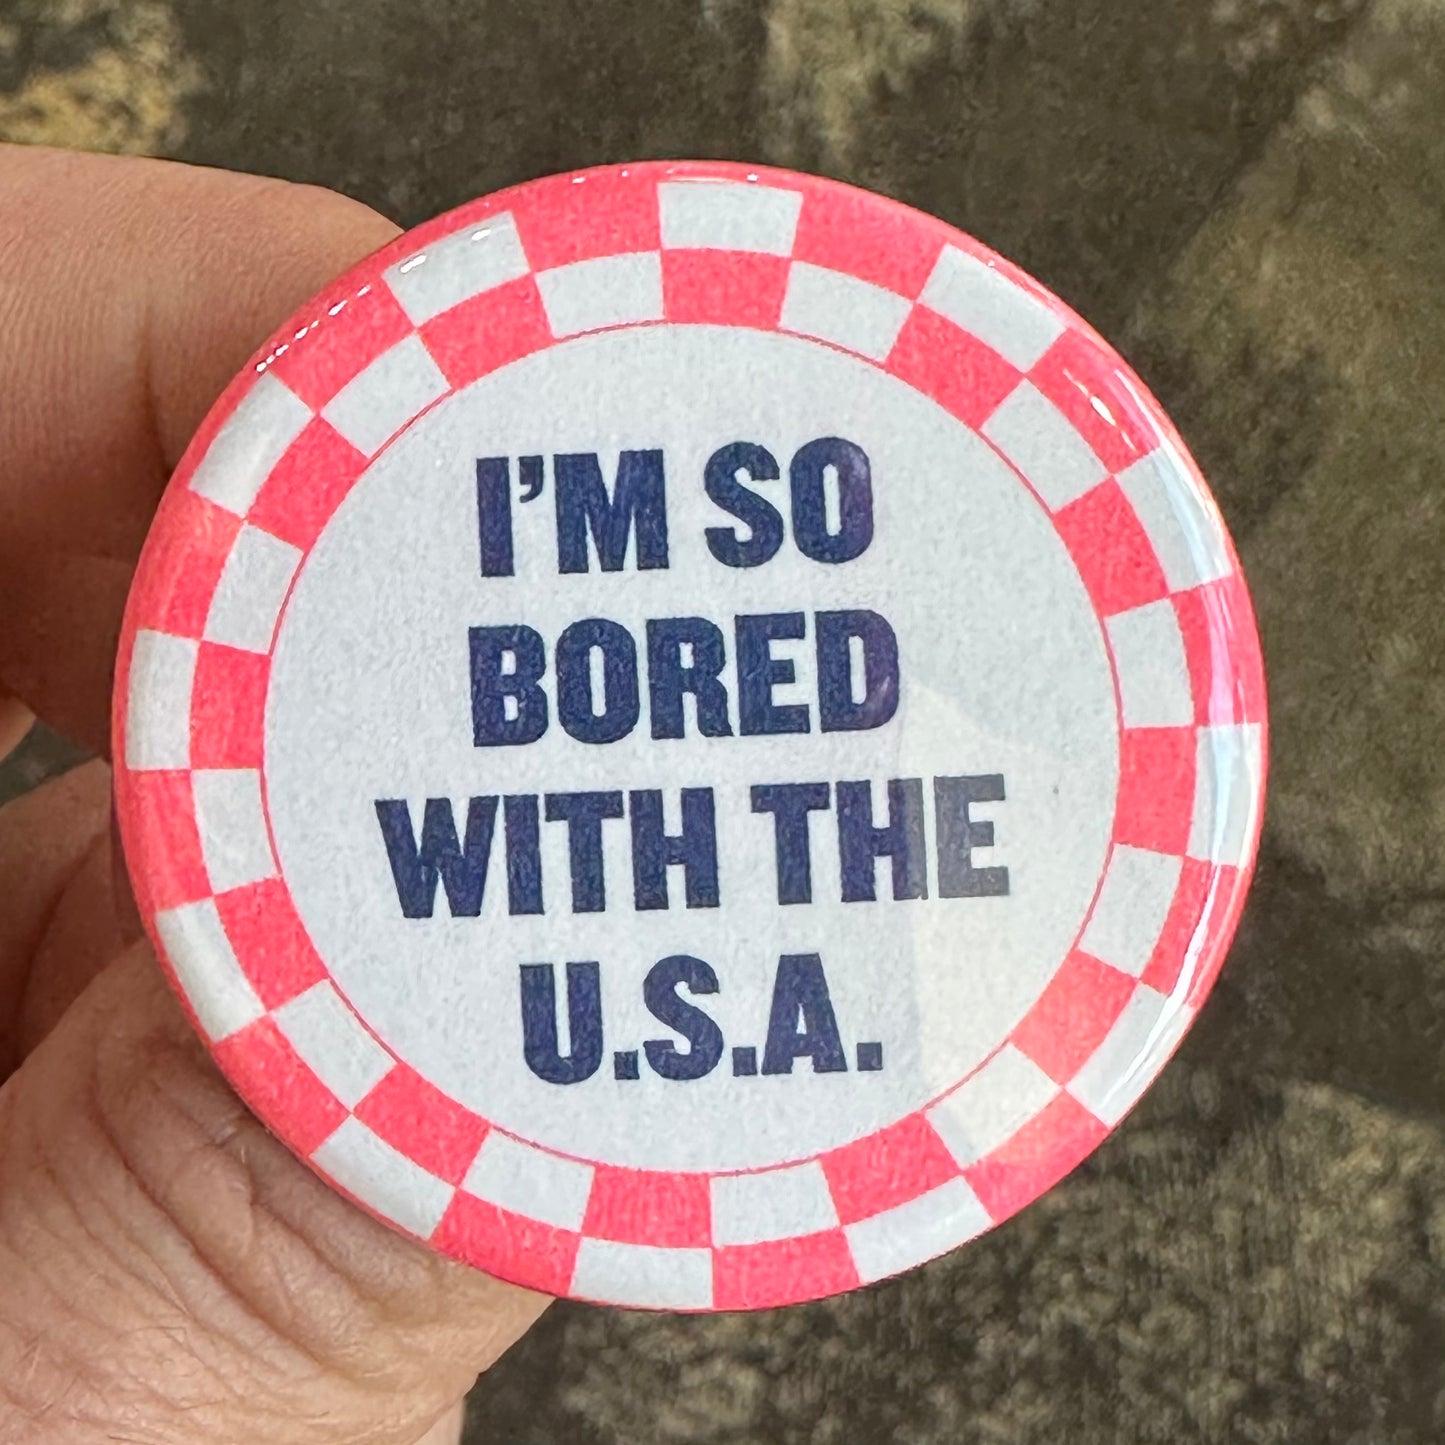 I'M SO
BORED
WITH THE
U.S.A.